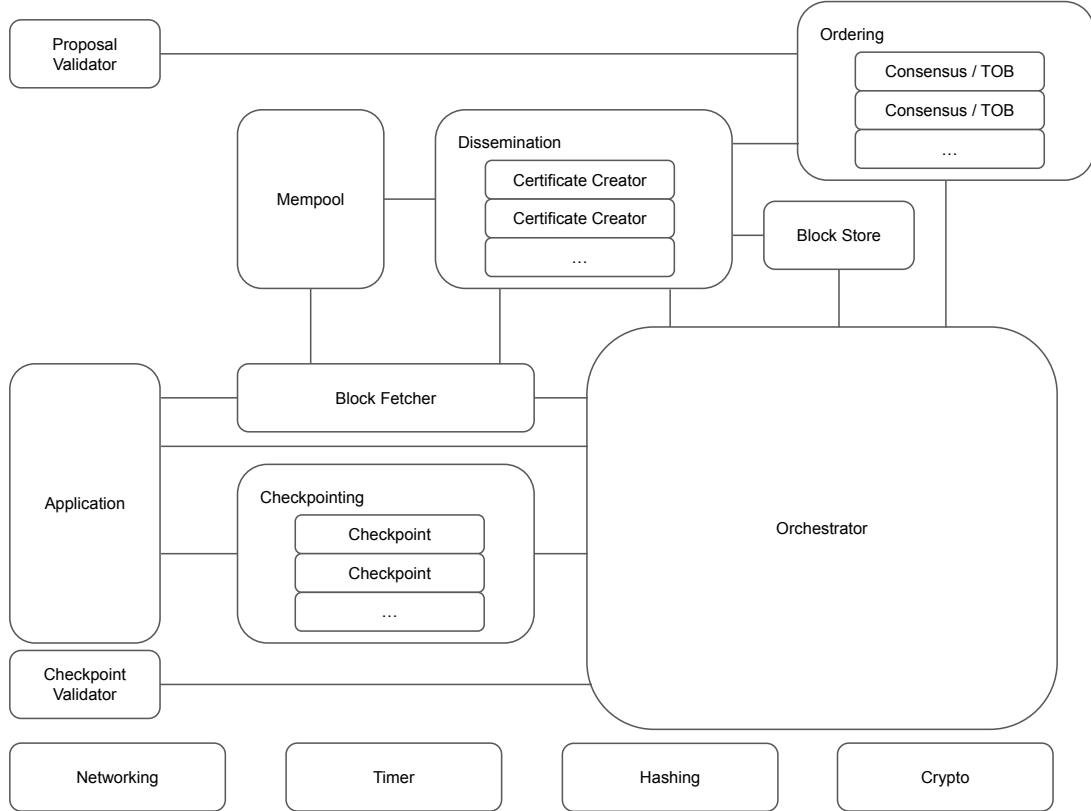 Proposal
Validator
Ordering
Consensus / TOB
Consensus / TOB
…
Mempool
Dissemination
Certificate Creator
Certificate Creator
…
Block Store
Block Fetcher
Application
Checkpointing
Checkpoint
Checkpoint
…
Orchestrator
Checkpoint
Validator
Networking
Timer
Hashing
Crypto